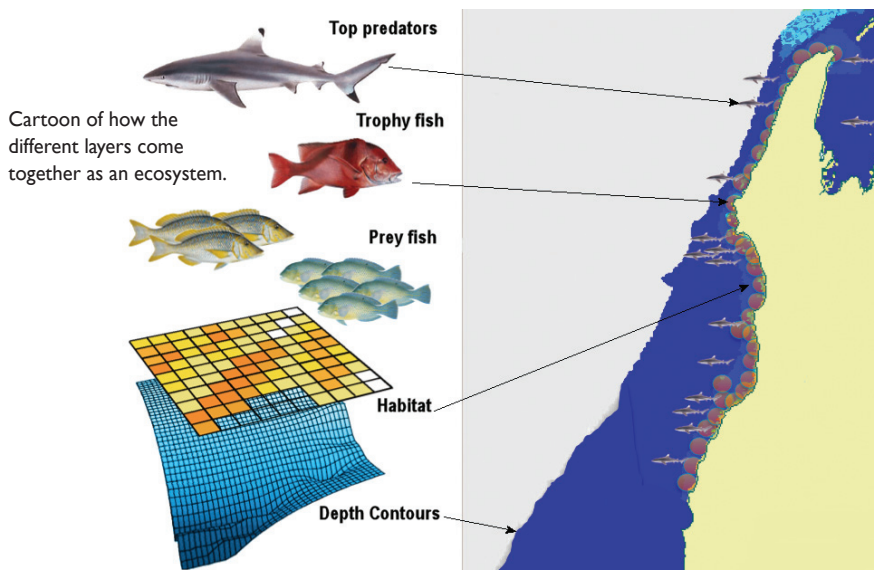 Top predators
Cartoon of how the
different layers come
together as an ecosystem.
Trophy fish
Prey fish
Habitat
Depth Contours